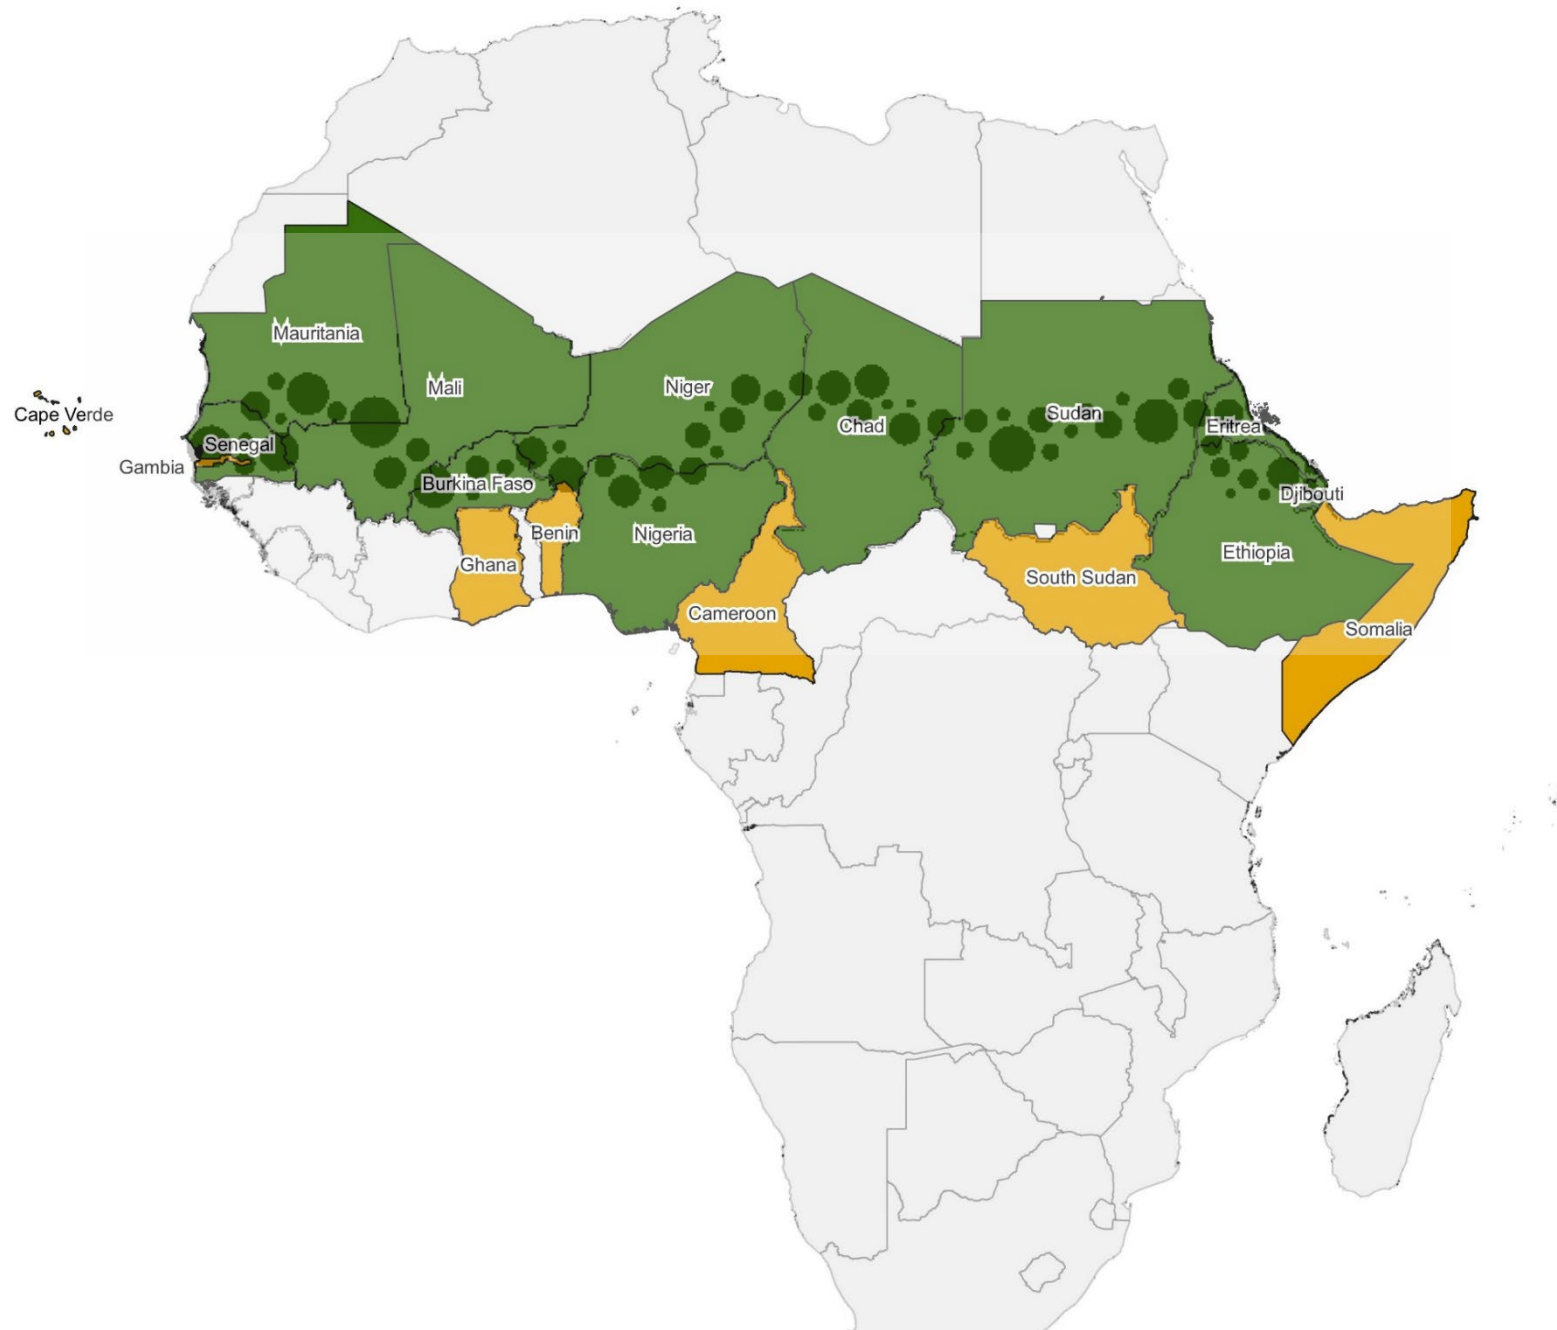 Mauritania
Mali
Niger
Cape Verde
Sudan
Chad
Eritrea
Senegal
Gambia
Burkina Faso
Djibouti
Benin
Nigeria
Ethiopia
Ghana
South Sudan
Cameroon
Somalia